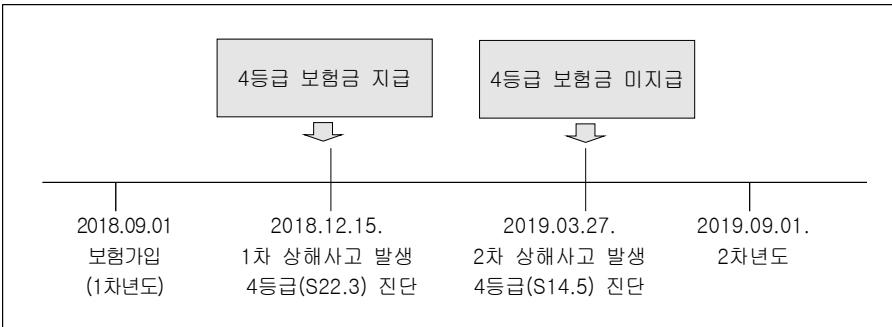 4등급 보험금 지급
4등급 보험금 미지급
2018.09.01
보험가입
(1차년도)
2018.12.15.
1차 상해사고 발생
4등급(S22.3) 진단
2019.03.27.
2차 상해사고 발생
4등급(S14.5) 진단
2019.09.01.
2차년도